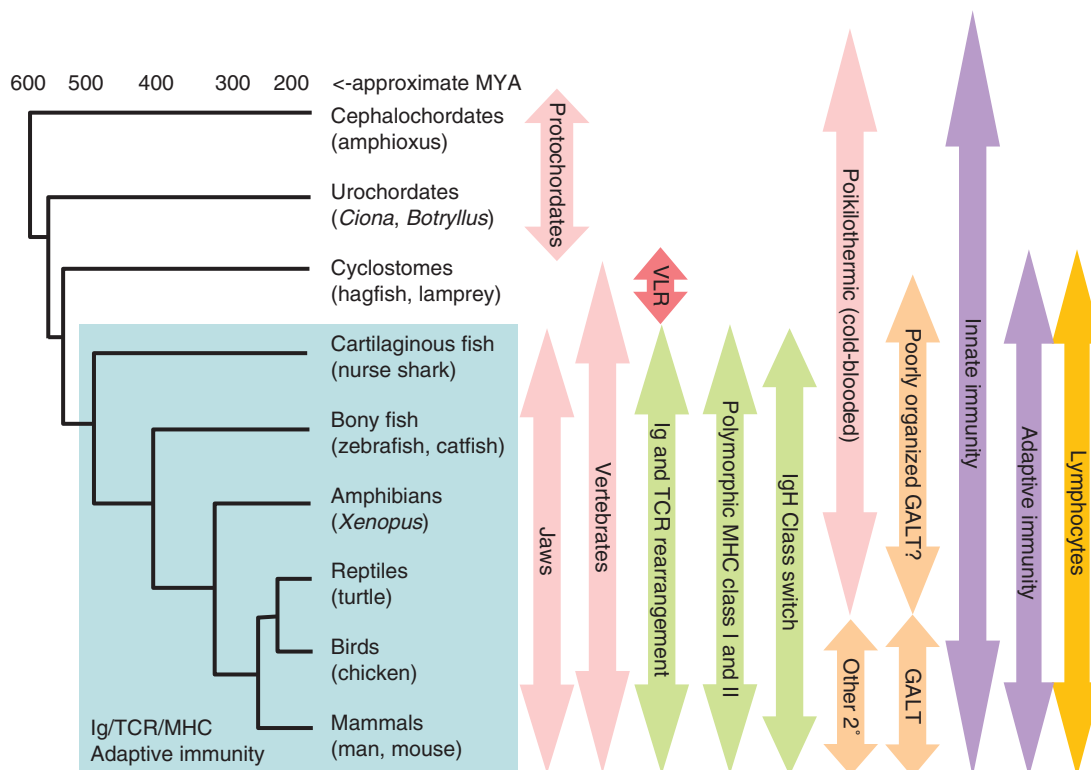 600 500 400 300 200 <-approximate MYA
Cephalochordates
(amphioxus)
Urochordates
(Ciona, Botryllus)
Cyclostomes
(hagfish, lamprey)
Cartilaginous fish
(nurse shark)
Bony fish
(zebrafish, catfish)
Amphibians
(Xenopus)
Reptiles
(turtle)
Birds
(chicken)
Mammals
(man, mouse)
Ig/TCR/MHC
Adaptive immunity
Protochordates
Jaws
Vertebrates
VLR
Ig and TCR rearrangement
Polymorphic MHC class I and II
IgH Class switch
Poikilothermic (cold-blooded)
Other 2°
Poorly organized GALT?
GALT
Innate immunity
Adaptive immunity
Lymphocytes